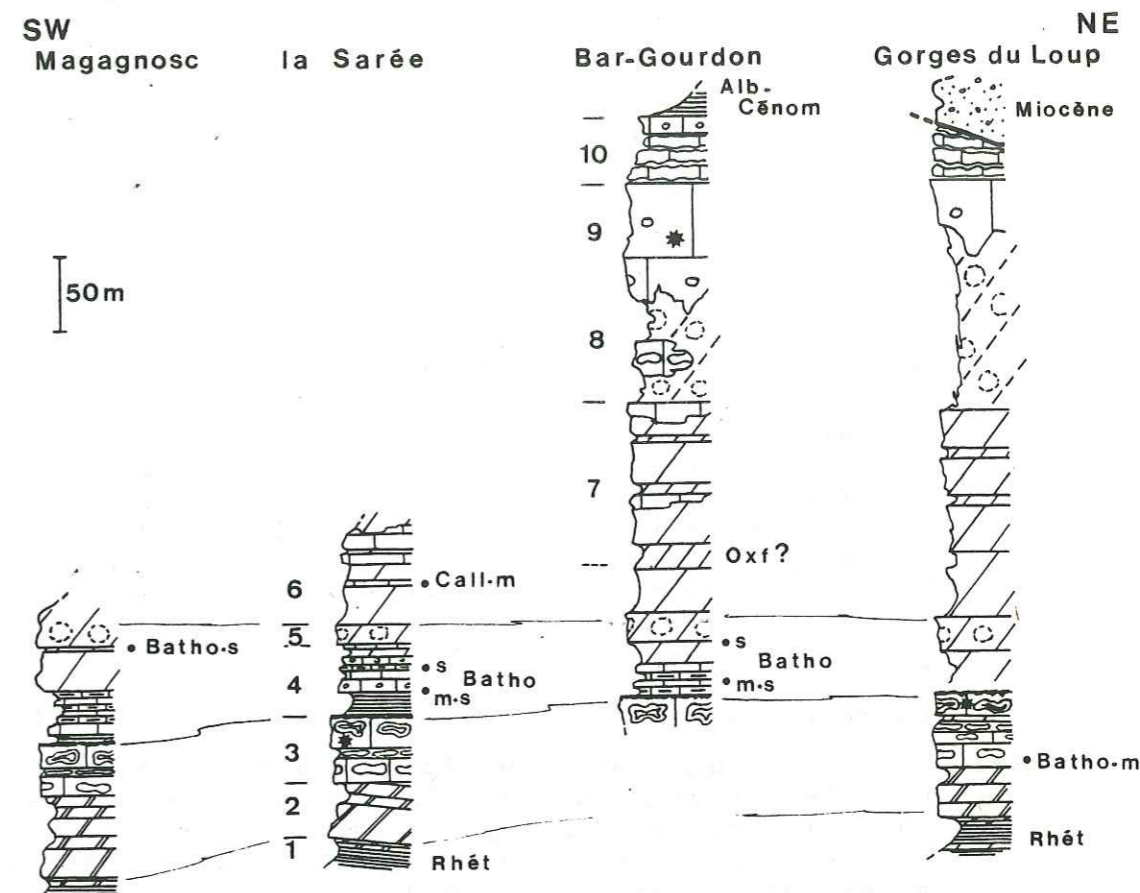 SW NE
Magagnosc la Sarée Bar-Gourdon Gorges du Loup
Alb-
Cénom
Miocène
10
9
50m
8
7
Oxf?
6
Call-m
5
Batho-s
s
4
s
Batho
Batho
m-s
m-s
3
Batho-m
2
1
Rhét
Rhét